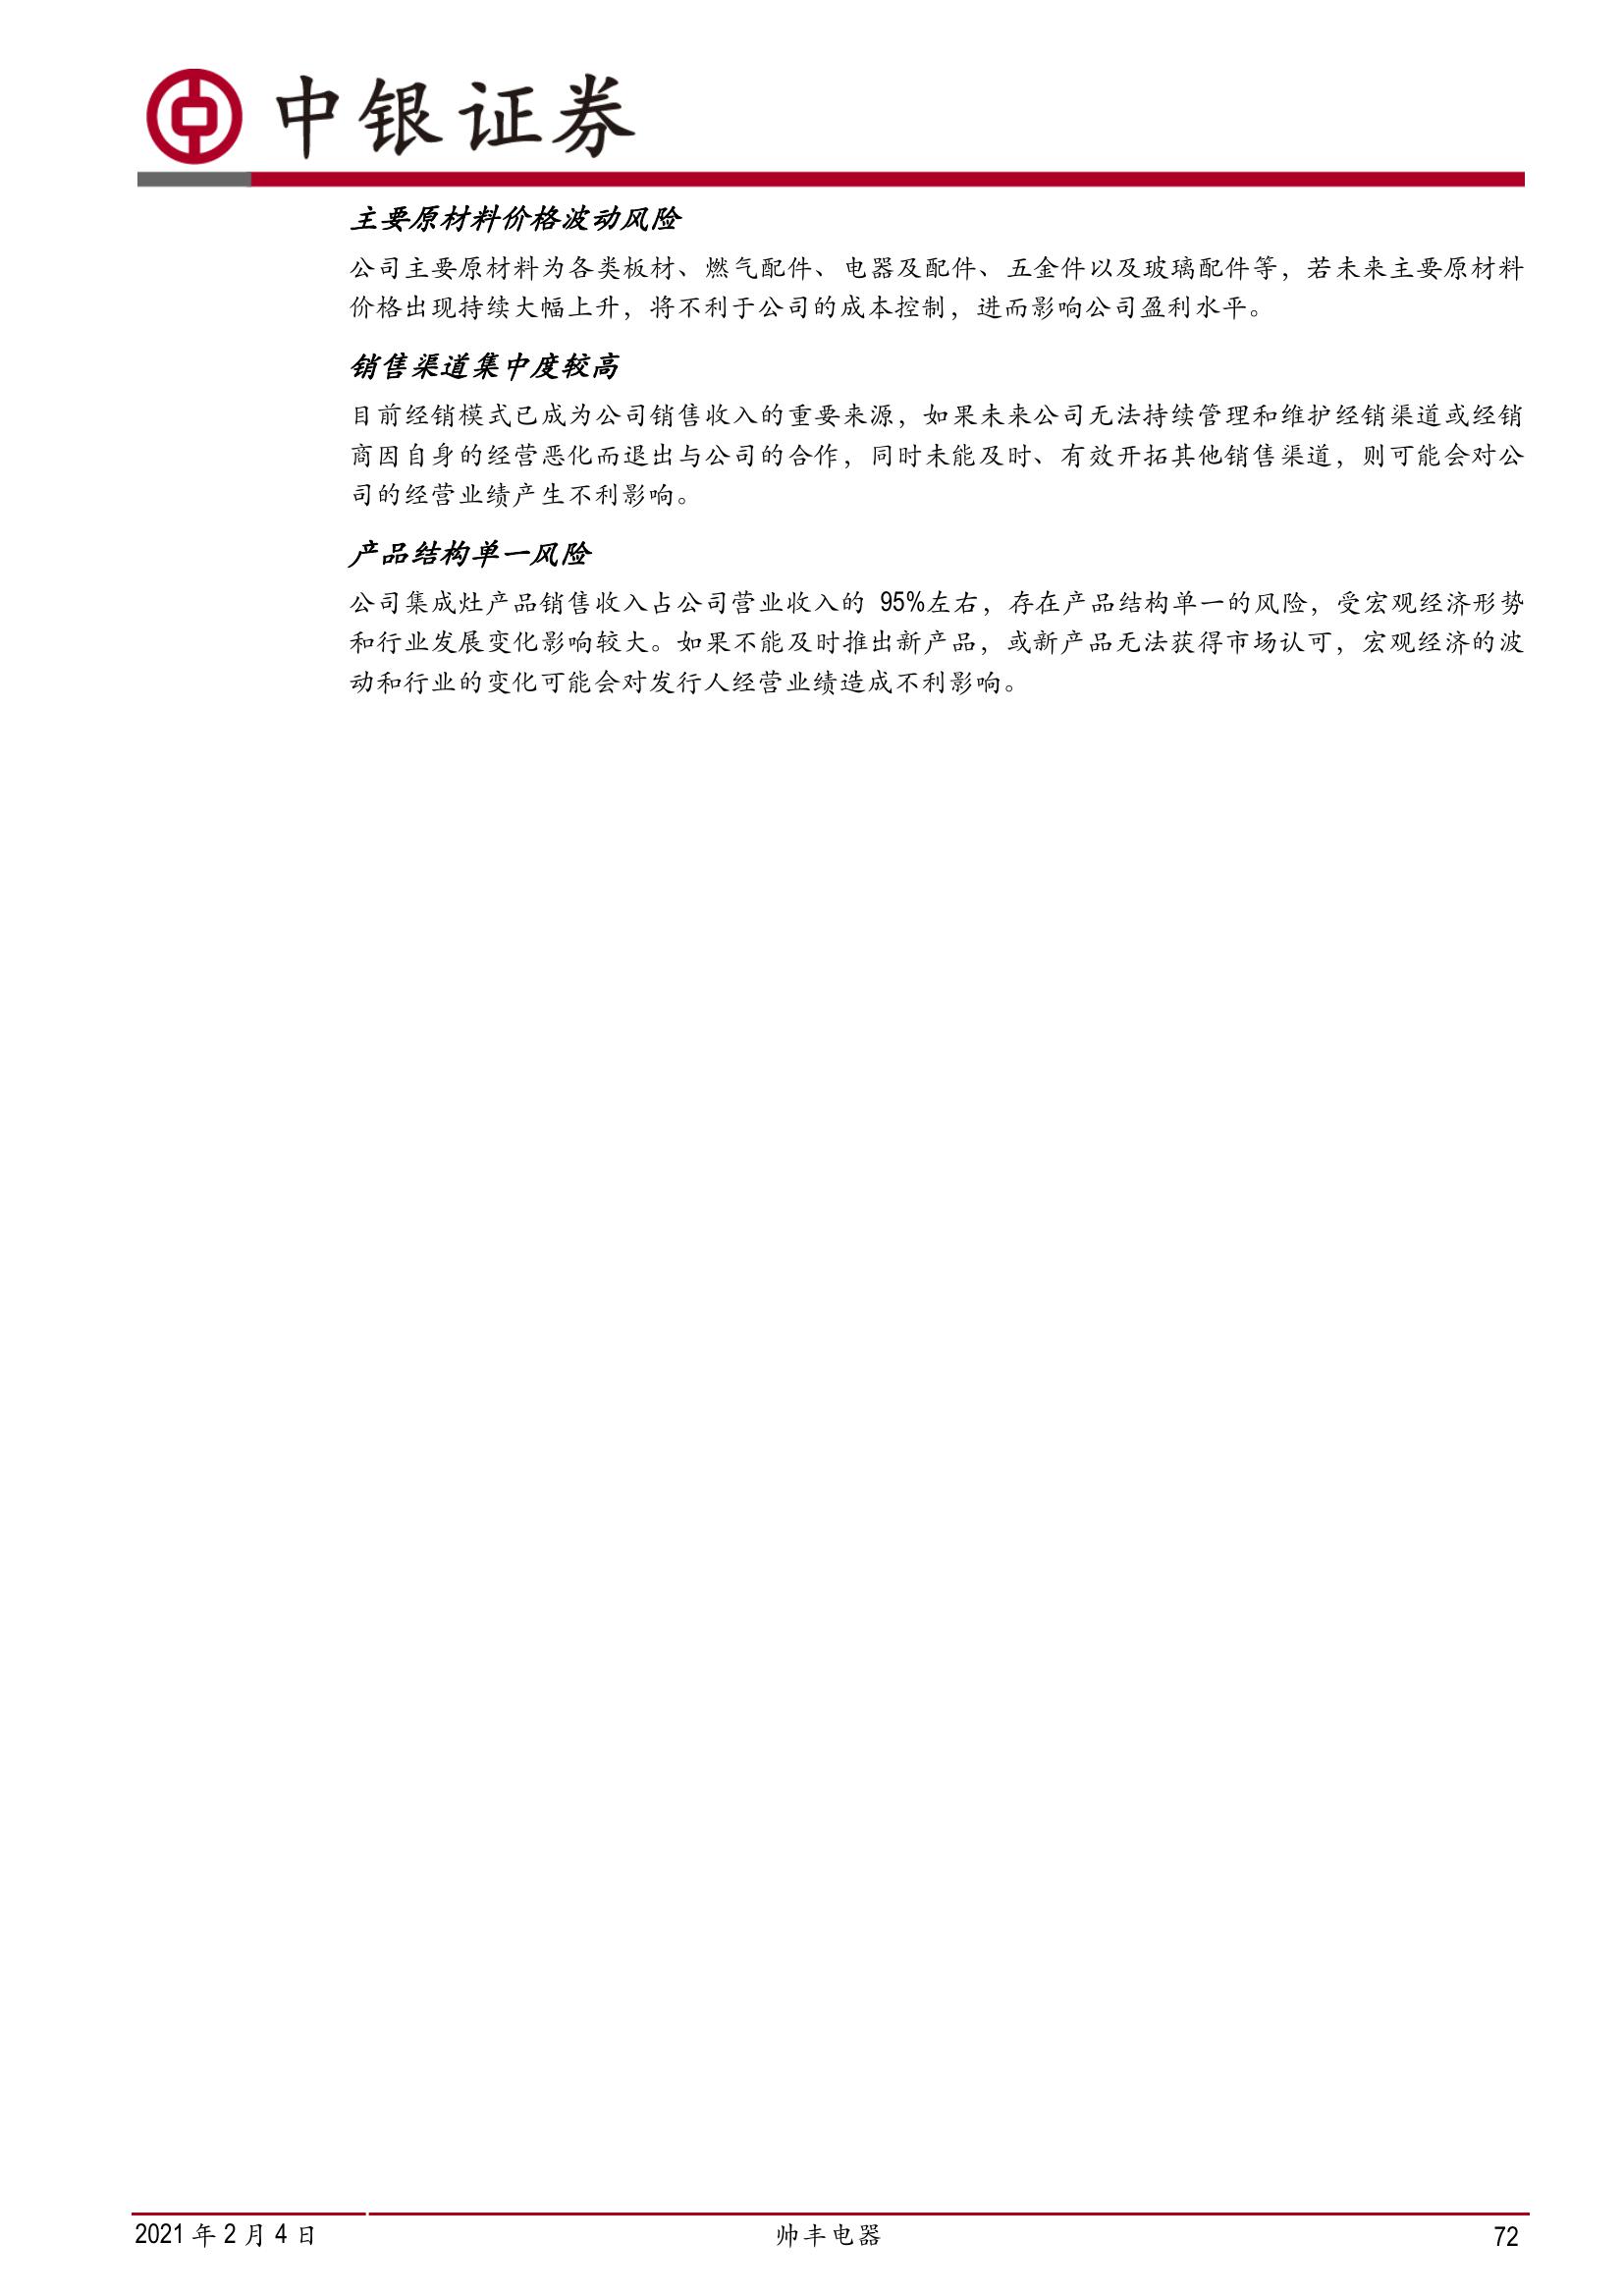 中银证券
主要原材料价格波动风险
公司主要原材料为各类板材、燃气配件、电器及配件、五金件以及玻璃配件等，若未来主要原材料
价格出现持续大幅上升，将不利于公司的成本控制，进而影响公司盈利水平。
销售渠道集中度较高
目前经销模式已成为公司销售收入的重要来源，如果未来公司无法持续管理和维护经销渠道或经销
商因自身的经营恶化而退出与公司的合作，同时未能及时、有效开拓其他销售渠道，则可能会对公
司的经营业绩产生不利影响。
产品结构单一风险
公司集成灶产品销售收入占公司营业收入的 95%左右，存在产品结构单一的风险，受宏观经济形势
和行业发展变化影响较大。如果不能及时推出新产品，或新产品无法获得市场认可，宏观经济的波
动和行业的变化可能会对发行人经营业绩造成不利影响。
2021 年 2 月 4 日
帅丰电器
72